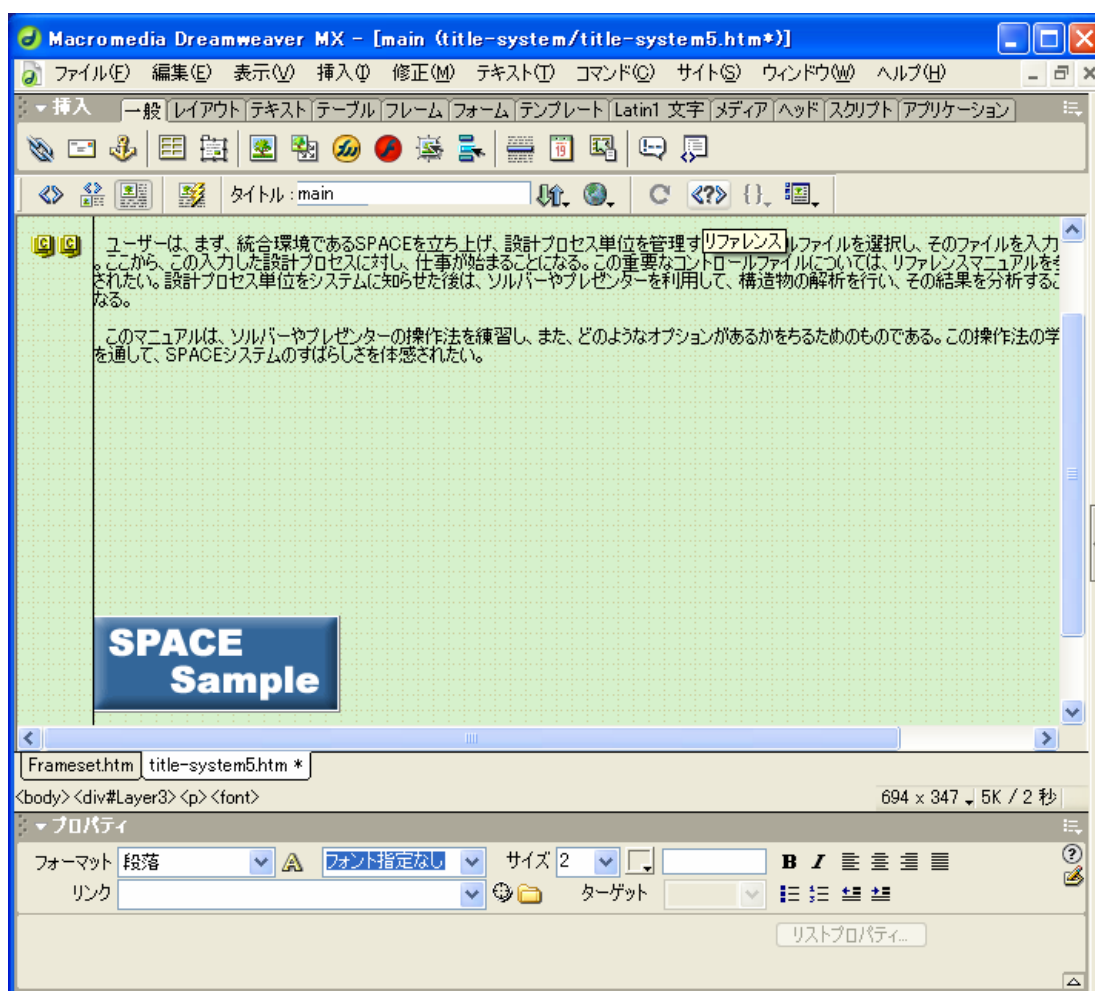 Macromedia Dreamweaver MX - [main (title-system/title-system5.htm*)]
ファイル(F) 編集(E) 表示(V) 挿入(I) 修正(M) テキスト(T) コマンド(C) サイト(S) ウィンドウ(W) ヘルプ(H)
挿入 一般 レイアウト テキスト テーブル フレーム フォーム テンプレート Latin1 文字 メディア ヘッド スクリプト アプリケーション
タイトル : main
ユーザーは、まず、統合環境であるSPACEを立ち上げ、設計プロセス単位を管理す リファレンス ルファイルを選択し、そのファイルを入力
。ここから、この入力した設計プロセスに対し、仕事が始まることになる。この重要なコントロールファイルについては、リファレンスマニュアルを
されたい。設計プロセス単位をシステムに知らせた後は、ソルバーやプレゼンターを利用して、構造物の解析を行い、その結果を分析する
なる。
このマニュアルは、ソルバーやプレゼンターの操作法を練習し、また、どのようなオプションがあるかをちるためのものである。この操作法の学
を通して、SPACEシステムのすばらしさを体感されたい。
SPACE
Sample
Frameset.htm title-system5.htm *
<body> <div#Layer3> <p> <font> 694 x 347 5K / 2 秒
プロパティ
フォーマット 段落 A フォント指定なし サイズ 2 B I
リンク ターゲット
リストプロパティ...